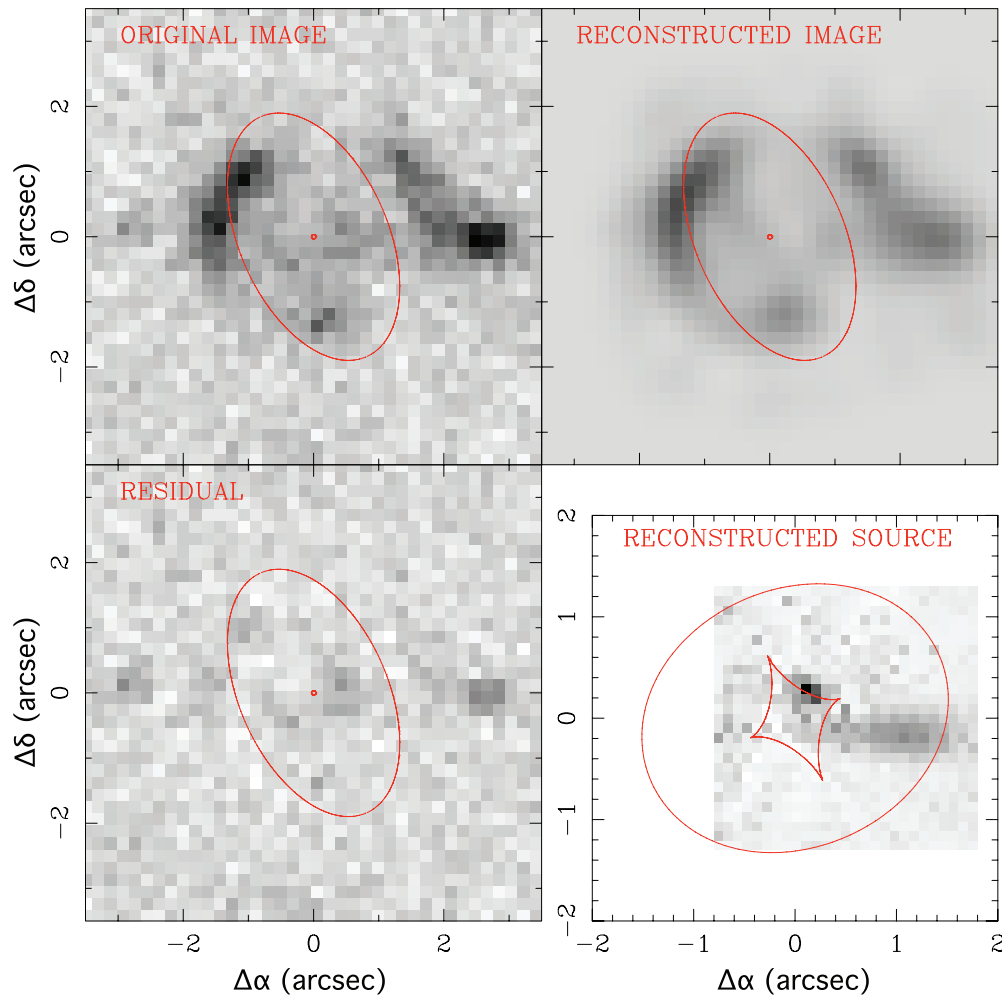 ORIGINAL IMAGE
RECONSTRUCTED IMAGE
Δδ (arcsec)
2
0
−2
RESIDUAL
RECONSTRUCTED SOURCE
Δδ (arcsec)
2
0
−2
2
1
0
−1
−2
−2 0 2
−2 −1 0 1 2
Δα (arcsec)
Δα (arcsec)